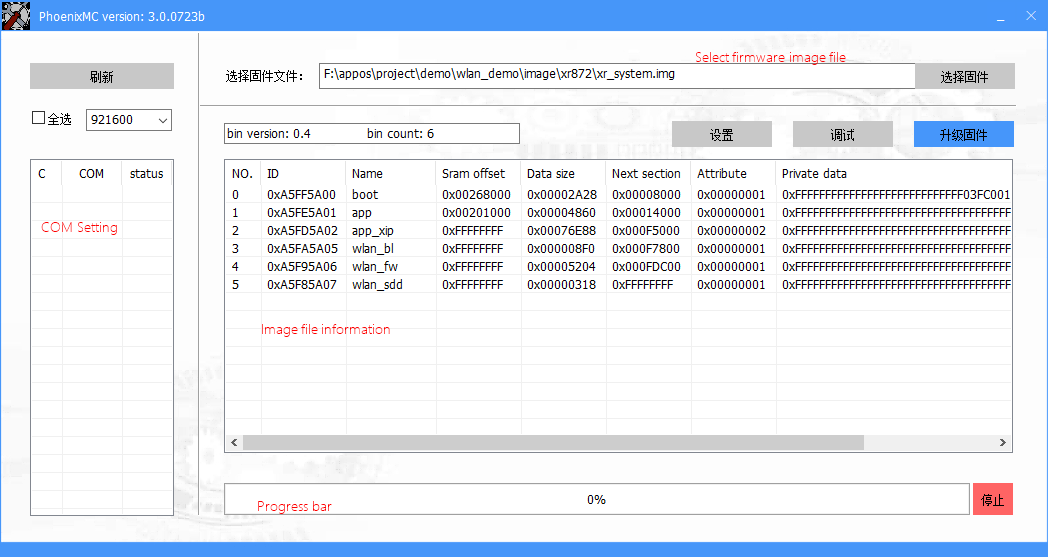 PhoenixMC version: 3.0.0723b
刷新
全选 921600
C COM status
COM Setting
选择固件文件： F:\appos\project\demo\wlan_demo\image\xr872\xr_system.img 选择固件
Select firmware image file
bin version: 0.4 bin count: 6
设置 调试 升级固件
NO. ID Name Sram offset Data size Next section Attribute Private data
0 0xA5FF5A00 boot 0x00268000 0x00002A28 0x00008000 0x00000001 0xFFFFFFFFFFFFFFFFFFFFFFFFFFFF03FC001
1 0xA5FE5A01 app 0x00201000 0x00004860 0x00014000 0x00000001 0xFFFFFFFFFFFFFFFFFFFFFFFFFFFFFFFFFFFF
2 0xA5FD5A02 app_xip 0xFFFFFFFF 0x00076E88 0x000F5000 0x00000002 0xFFFFFFFFFFFFFFFFFFFFFFFFFFFFFFFFFFFF
3 0xA5FA5A05 wlan_bl 0xFFFFFFFF 0x000008F0 0x000F7800 0x00000001 0xFFFFFFFFFFFFFFFFFFFFFFFFFFFFFFFFFFFF
4 0xA5F95A06 wlan_fw 0xFFFFFFFF 0x00005204 0x000FDC00 0x00000001 0xFFFFFFFFFFFFFFFFFFFFFFFFFFFFFFFFFFFF
5 0xA5F85A07 wlan_sdd 0xFFFFFFFF 0x00000318 0xFFFFFFFF 0x00000001 0xFFFFFFFFFFFFFFFFFFFFFFFFFFFFFFFFFFFF
Image file information
Progress bar 0% 停止